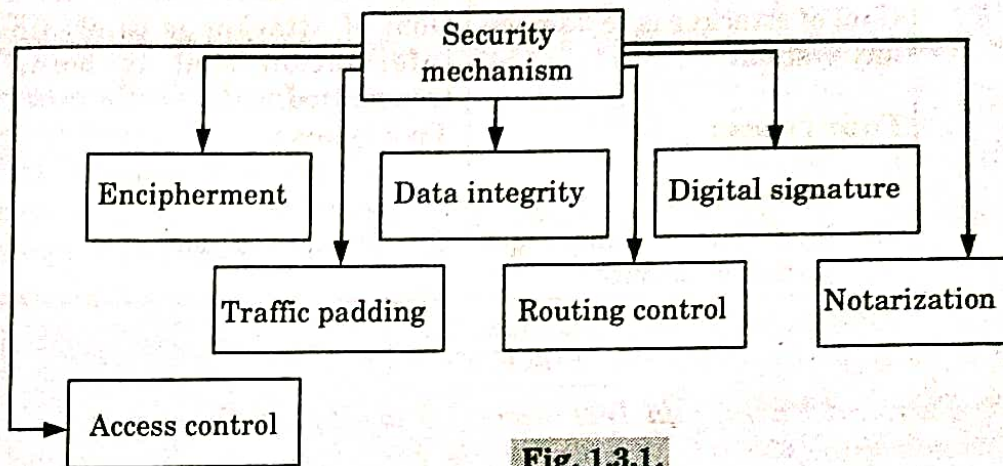 Security
mechanism
Encipherment
Data integrity
Digital signature
Traffic padding
Routing control
Notarization
Access control
Fig. 1.3.1.